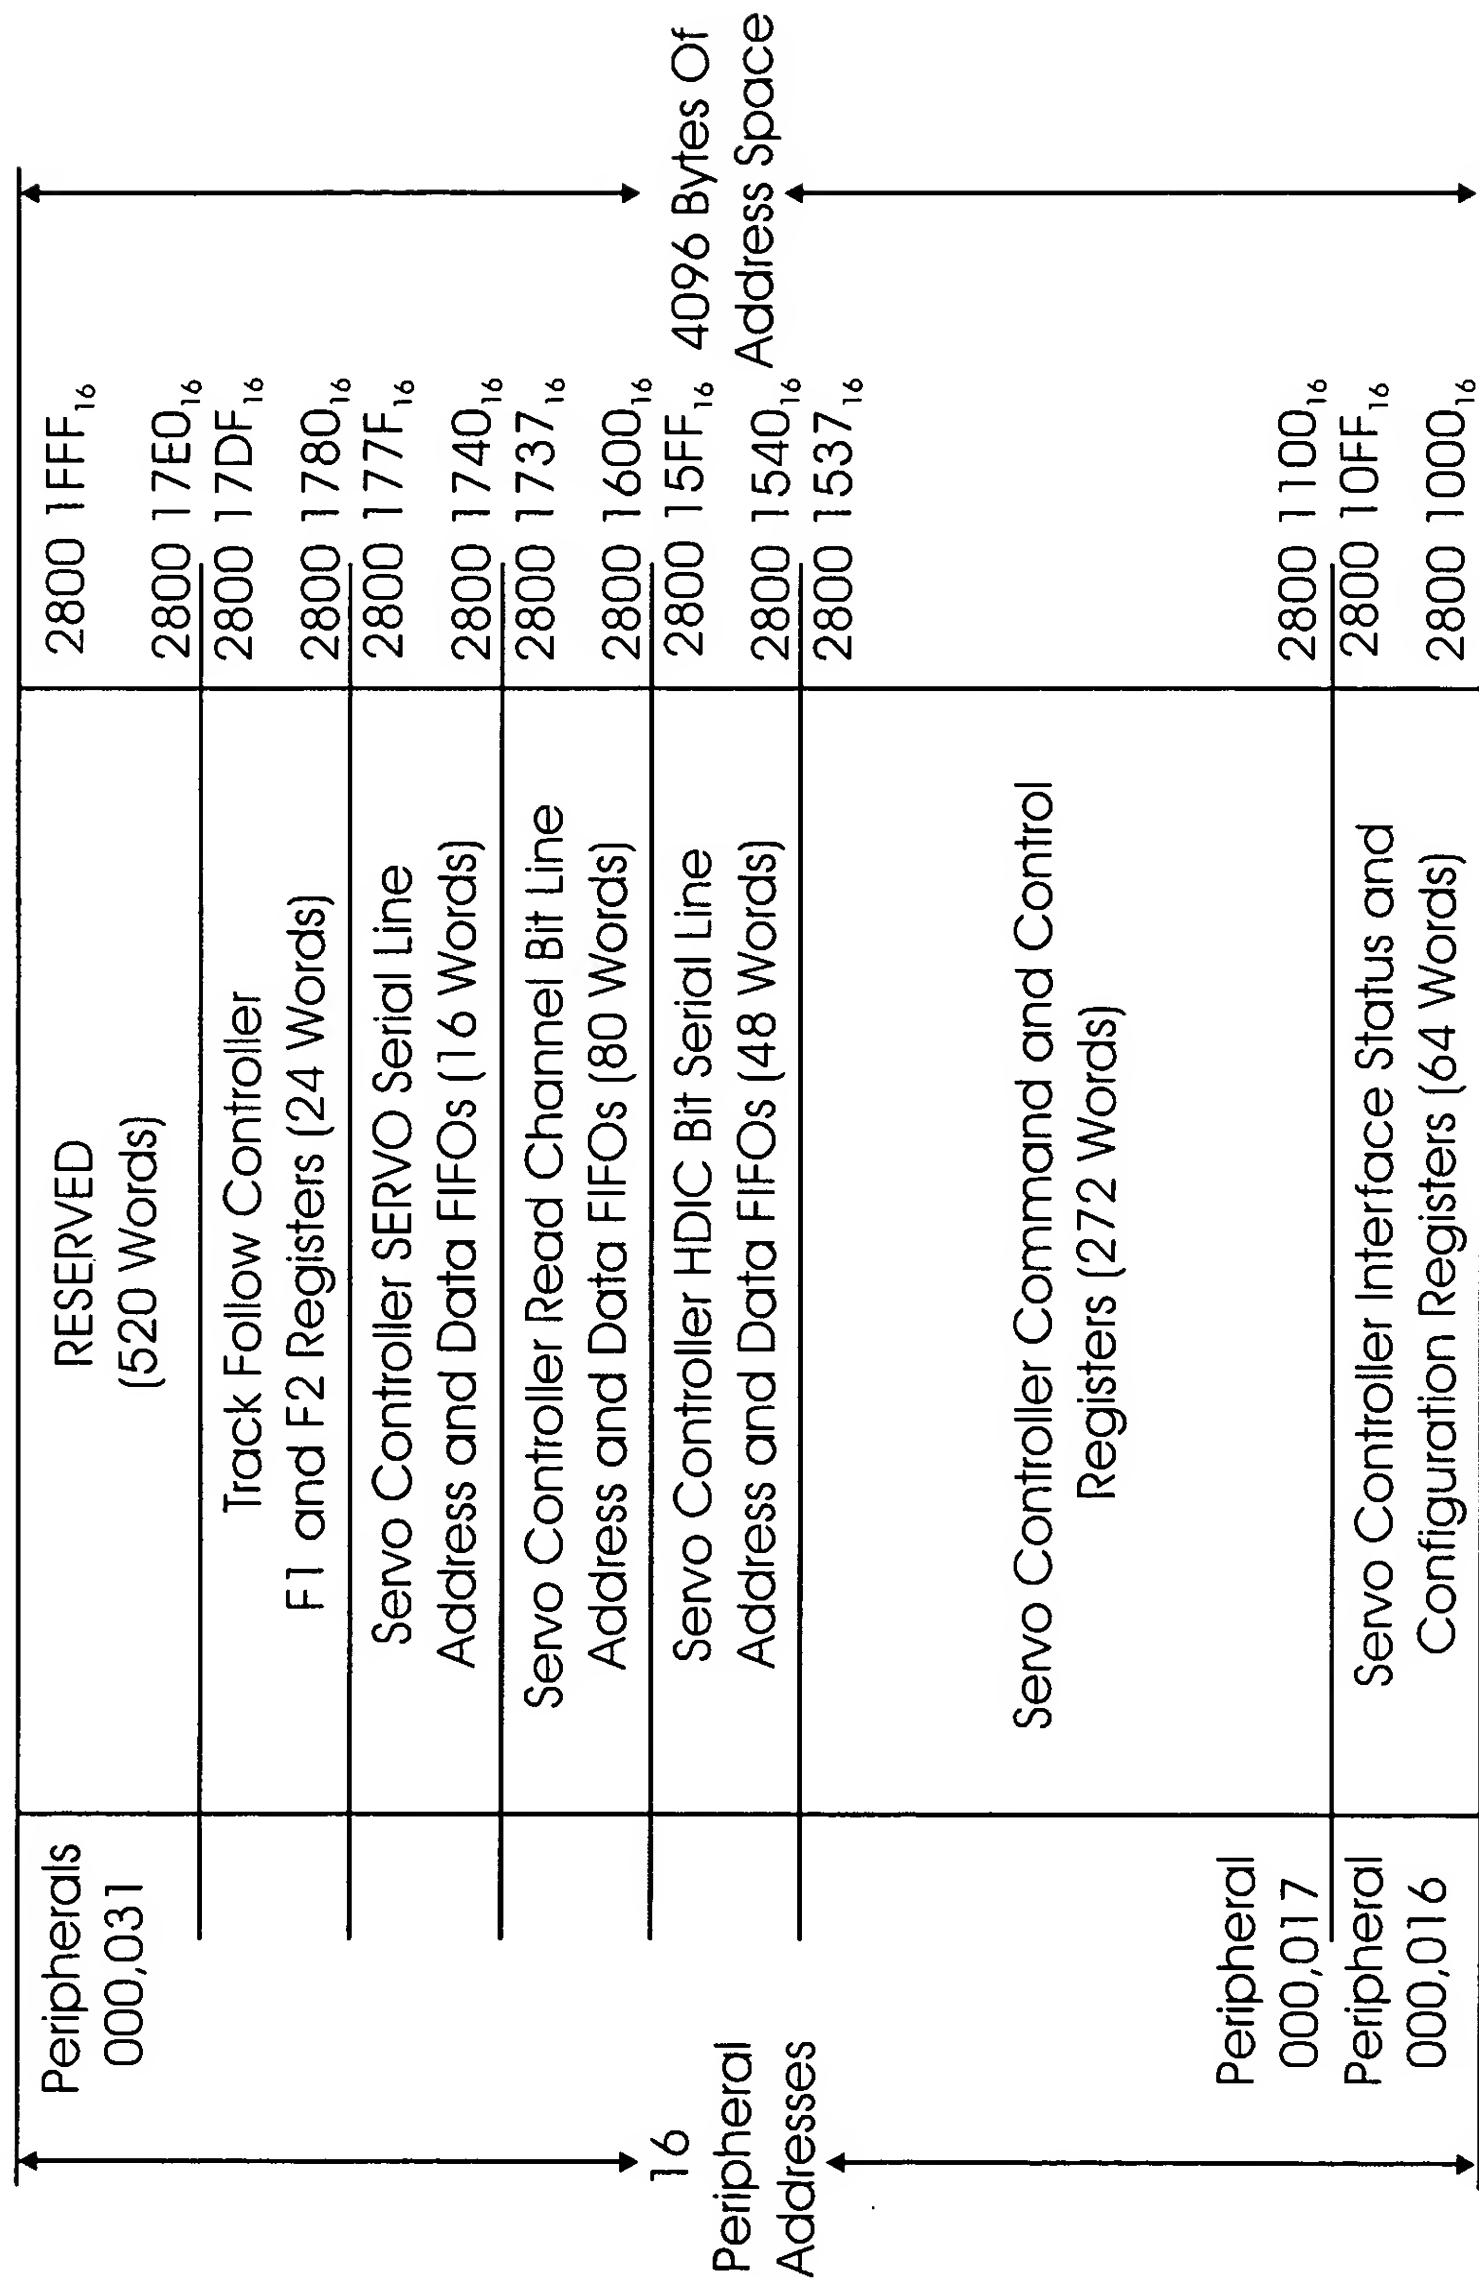 Peripherals
000,031
RESERVED
(520 Words)
2800 1FFF16
2800 17E016
Track Follow Controller
F1 and F2 Registers (24 Words)
2800 17DF16
2800 178016
Servo Controller SERVO Serial Line
Address and Data FIFOs (16 Words)
2800 177F16
2800 174016
Servo Controller Read Channel Bit Line
Address and Data FIFOs (80 Words)
2800 173716
2800 160016
Servo Controller HDIC Bit Serial Line
Address and Data FIFOs (48 Words)
2800 15FF16
2800 154016
16
Peripheral
Addresses
4096 Bytes Of
Address Space
Servo Controller Command and Control
Registers (272 Words)
2800 153716
2800 110016
Peripheral
000,017
Peripheral
000,016
Servo Controller Interface Status and
Configuration Registers (64 Words)
2800 10FF16
2800 100016